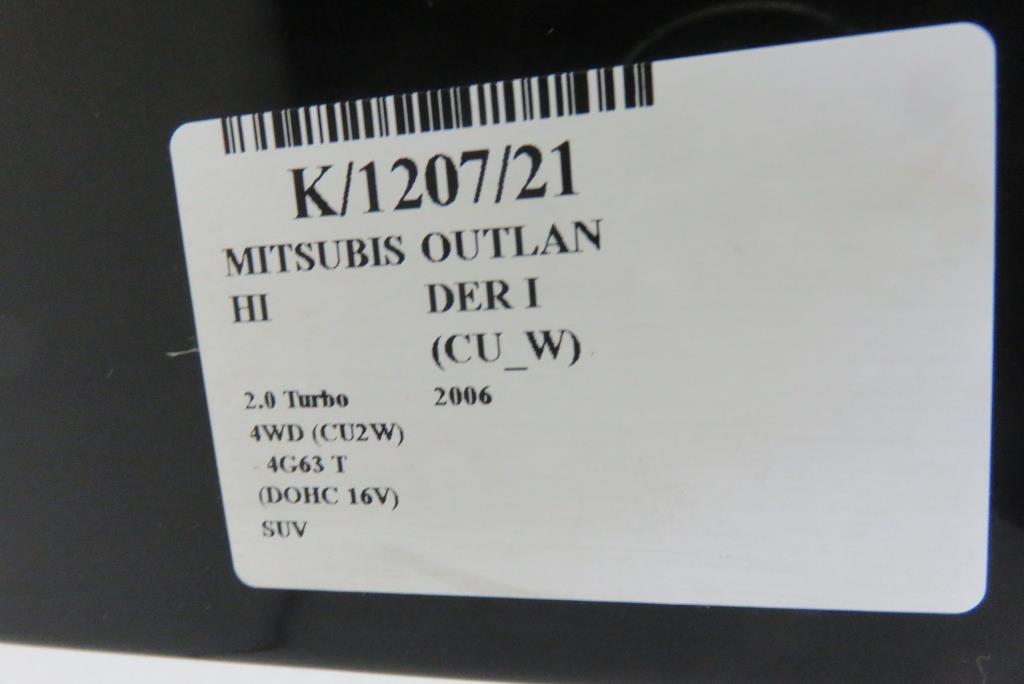 K/1207/21
MITSUBIS OUTLAN
HI DER I
(CU_W)
2.0 Turbo 2006
4WD (CU2W)
- 4G63 T
(DOHC 16V)
SUV